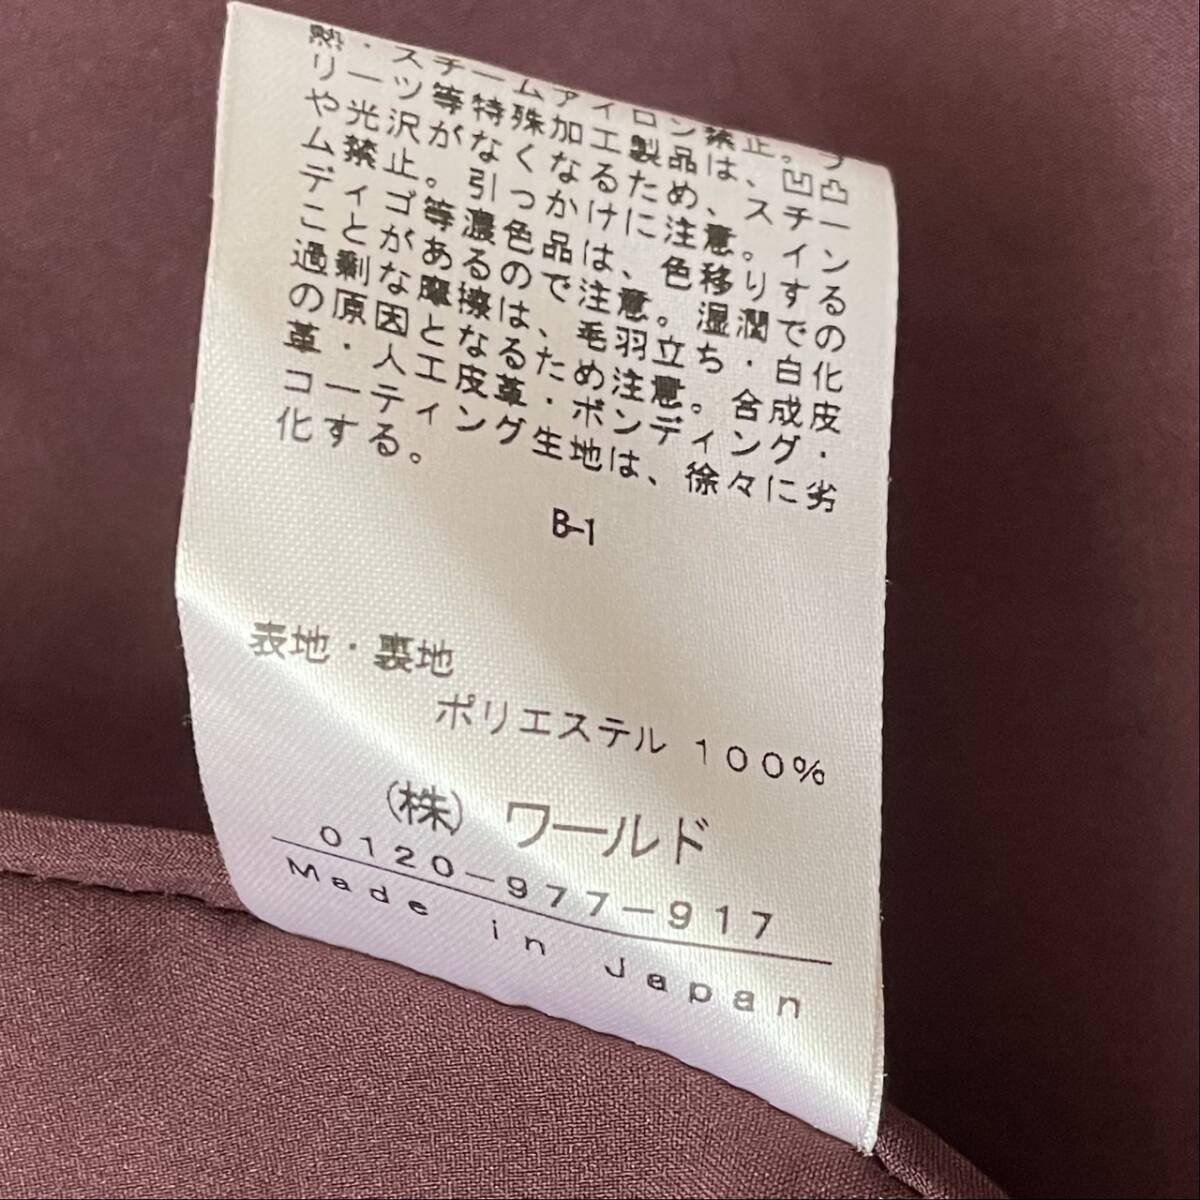 熱・スチームアイロン禁止。プ
リーツ等特殊加工製品は、凹凸
や光沢がなくなるため、スチー
ム禁止。引っかけに注意。イン
ディゴ等濃色品は、色移りする
ことがあるので注意。湿潤での
過剰な摩擦は、毛羽立ち・白化
の原因となるため注意。合成皮
革・人工皮革・ボンディング・
コーティング生地は、徐々に劣
化する。
B-1
表地・裏地
ポリエステル 100%
(株) ワールド
0120-977-917
Made in Japan